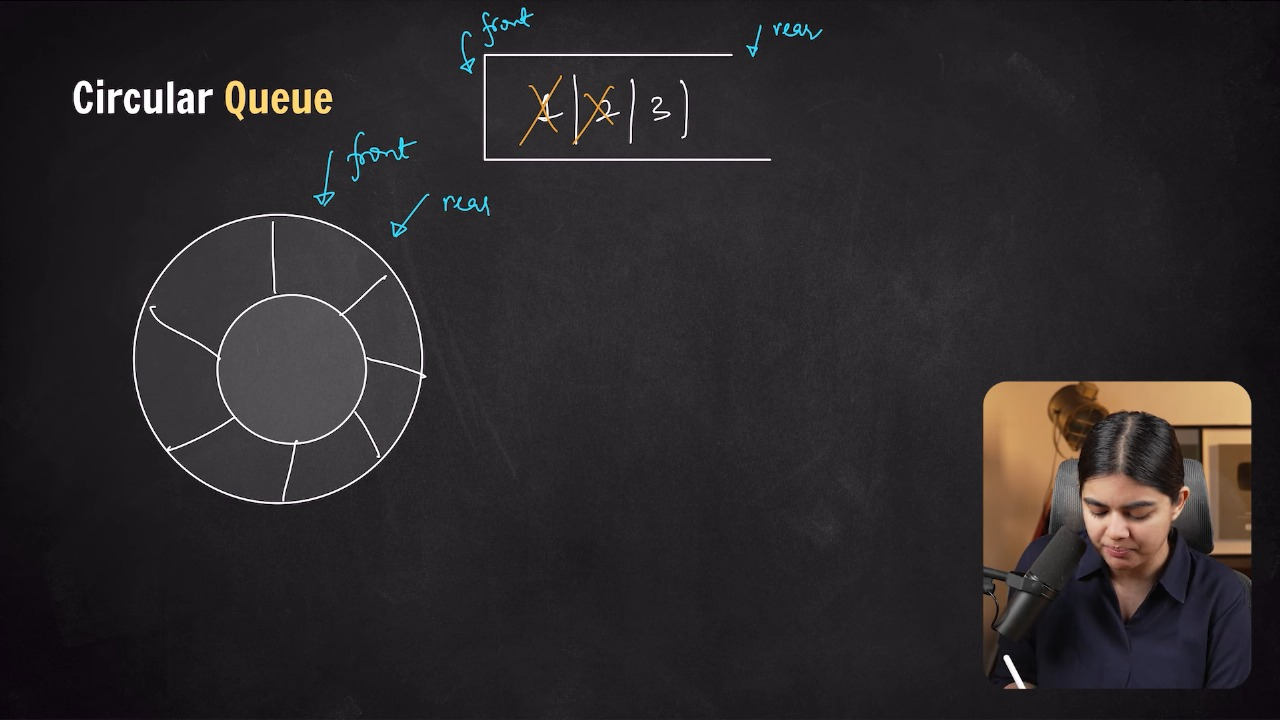 front
rear
Circular Queue
1 | 2 | 3 |
front
rear